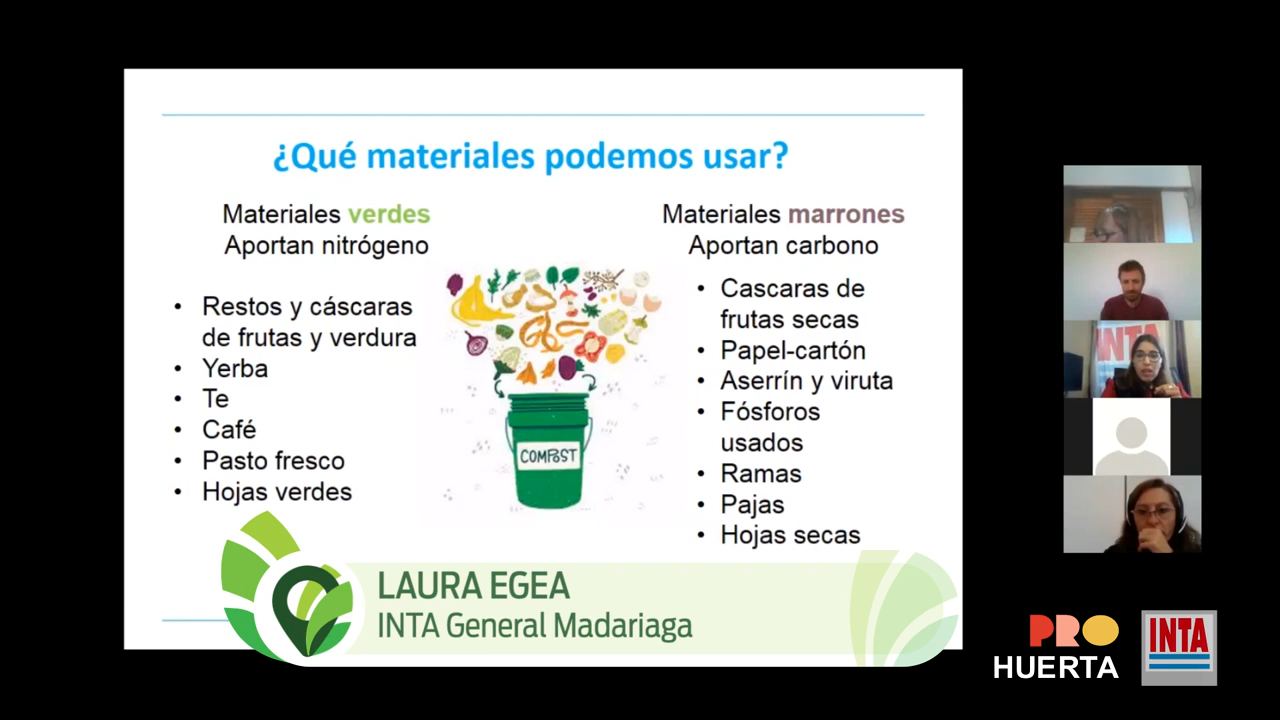 ¿Qué materiales podemos usar?
Materiales verdes
Aportan nitrógeno
• Restos y cáscaras
de frutas y verdura
• Yerba
• Te
• Café
• Pasto fresco
• Hojas verdes
COMPOST
Materiales marrones
Aportan carbono
• Cascaras de
frutas secas
• Papel-cartón
• Aserrín y viruta
• Fósforos
usados
• Ramas
• Pajas
• Hojas secas
LAURA EGEA
INTA General Madariaga
INTA
PRO
HUERTA
INTA